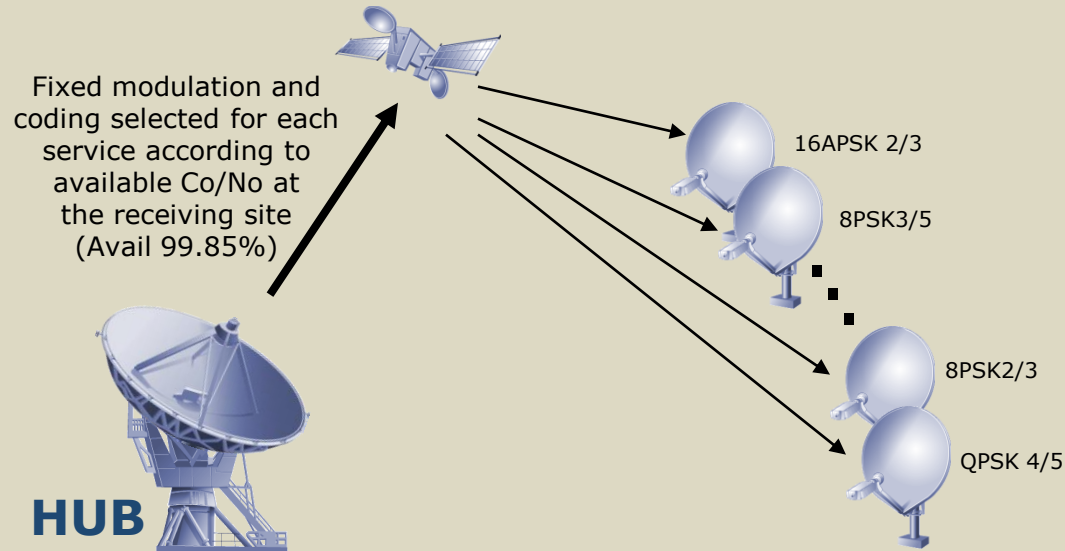 Fixed modulation and
coding selected for each
service according to
available Co/No at
the receiving site
(Avail 99.85%)
16APSK 2/3
8PSK3/5
8PSK2/3
QPSK 4/5
HUB